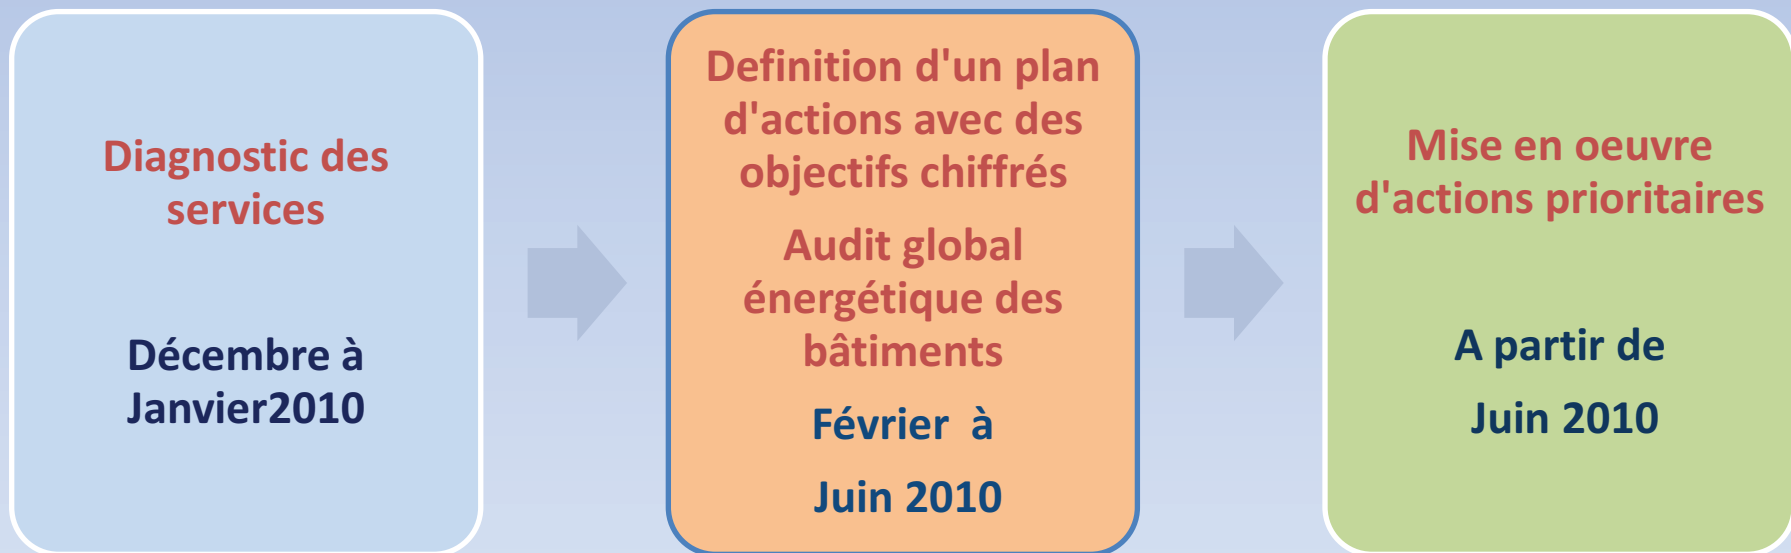 Diagnostic des
services
Décembre à
Janvier2010
Definition d'un plan
d'actions avec des
objectifs chiffrés
Audit global
énergétique des
bâtiments
Février à
Juin 2010
Mise en oeuvre
d'actions prioritaires
A partir de
Juin 2010